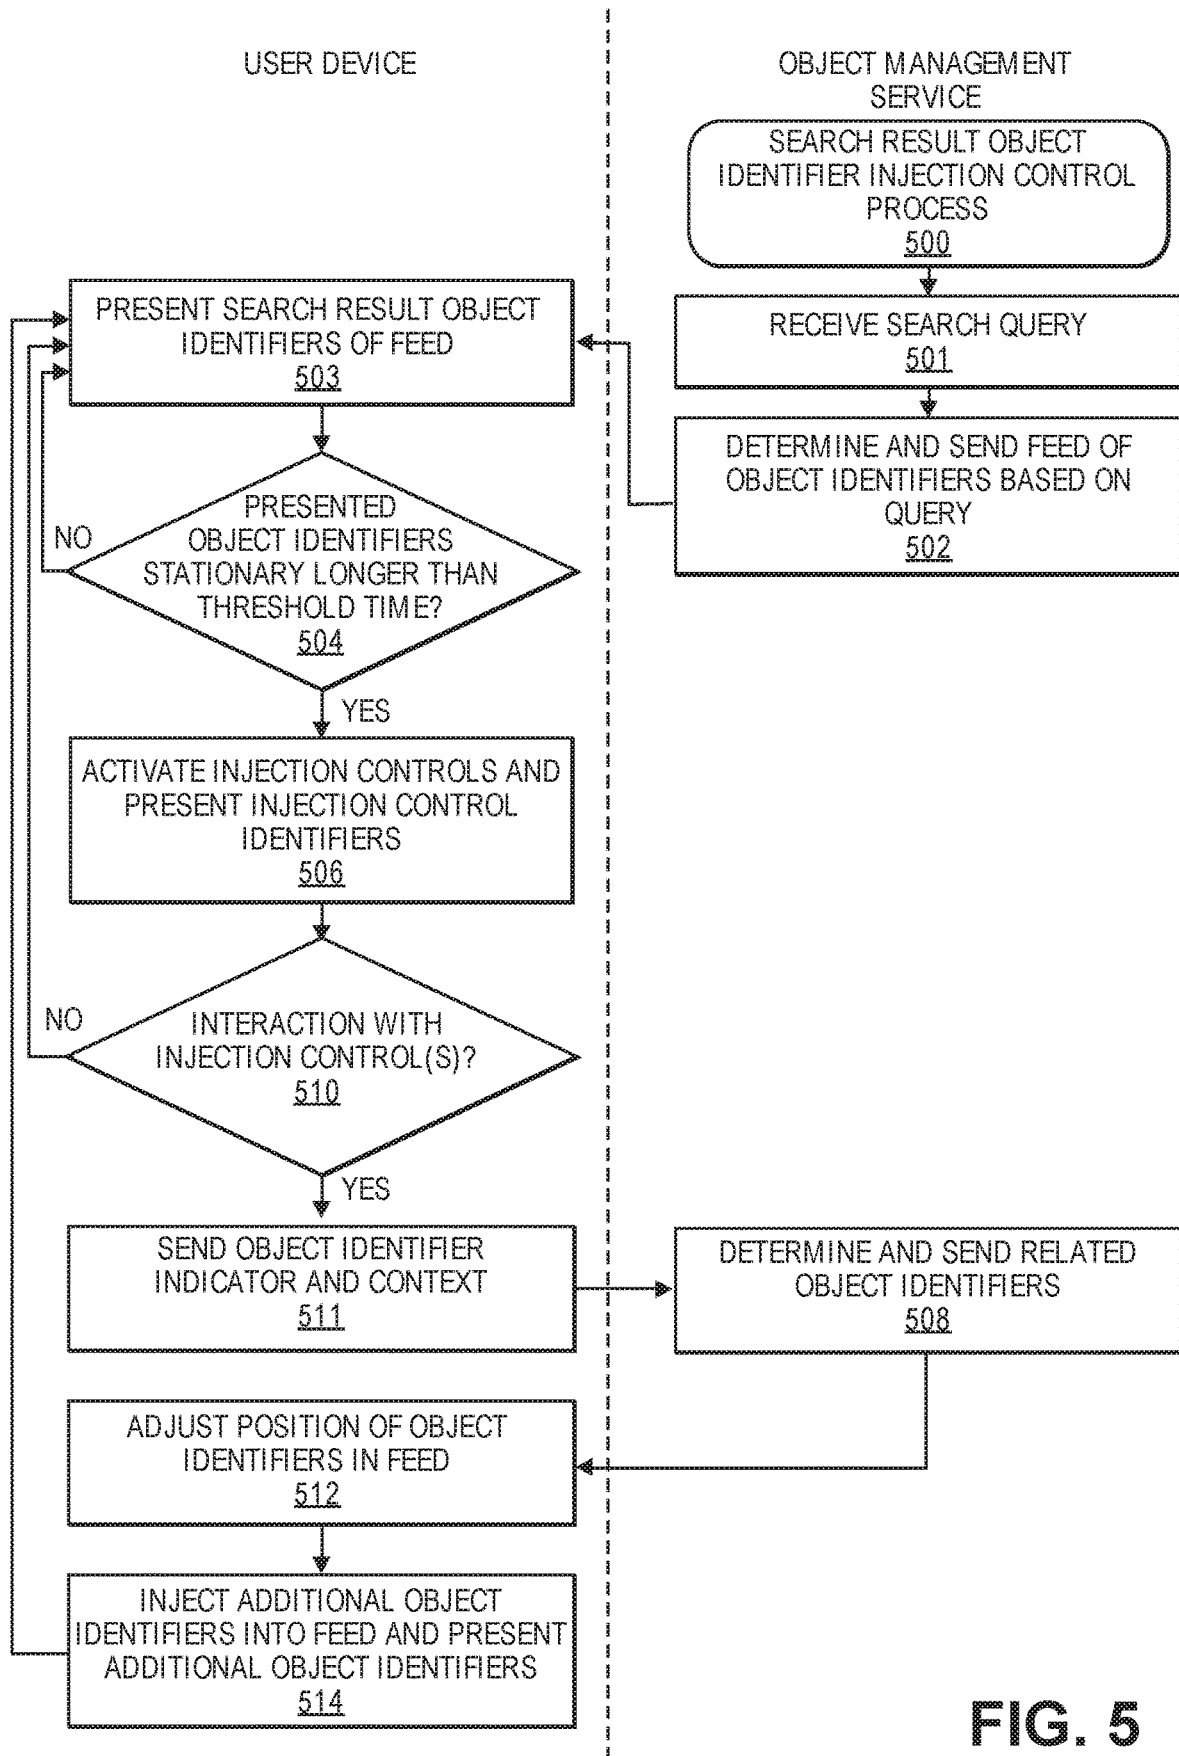 USER DEVICE
OBJECT MANAGEMENT
SERVICE
SEARCH RESULT OBJECT
IDENTIFIER INJECTION CONTROL
PROCESS
500
RECEIVE SEARCH QUERY
501
DETERMINE AND SEND FEED OF
OBJECT IDENTIFIERS BASED ON
QUERY
502
PRESENT SEARCH RESULT OBJECT
IDENTIFIERS OF FEED
503
PRESENTED
OBJECT IDENTIFIERS
STATIONARY LONGER THAN
THRESHOLD TIME?
504
NO
YES
ACTIVATE INJECTION CONTROLS AND
PRESENT INJECTION CONTROL
IDENTIFIERS
506
INTERACTION WITH
INJECTION CONTROL(S)?
510
NO
YES
SEND OBJECT IDENTIFIER
INDICATOR AND CONTEXT
511
DETERMINE AND SEND RELATED
OBJECT IDENTIFIERS
508
ADJUST POSITION OF OBJECT
IDENTIFIERS IN FEED
512
INJECT ADDITIONAL OBJECT
IDENTIFIERS INTO FEED AND PRESENT
ADDITIONAL OBJECT IDENTIFIERS
514
FIG. 5